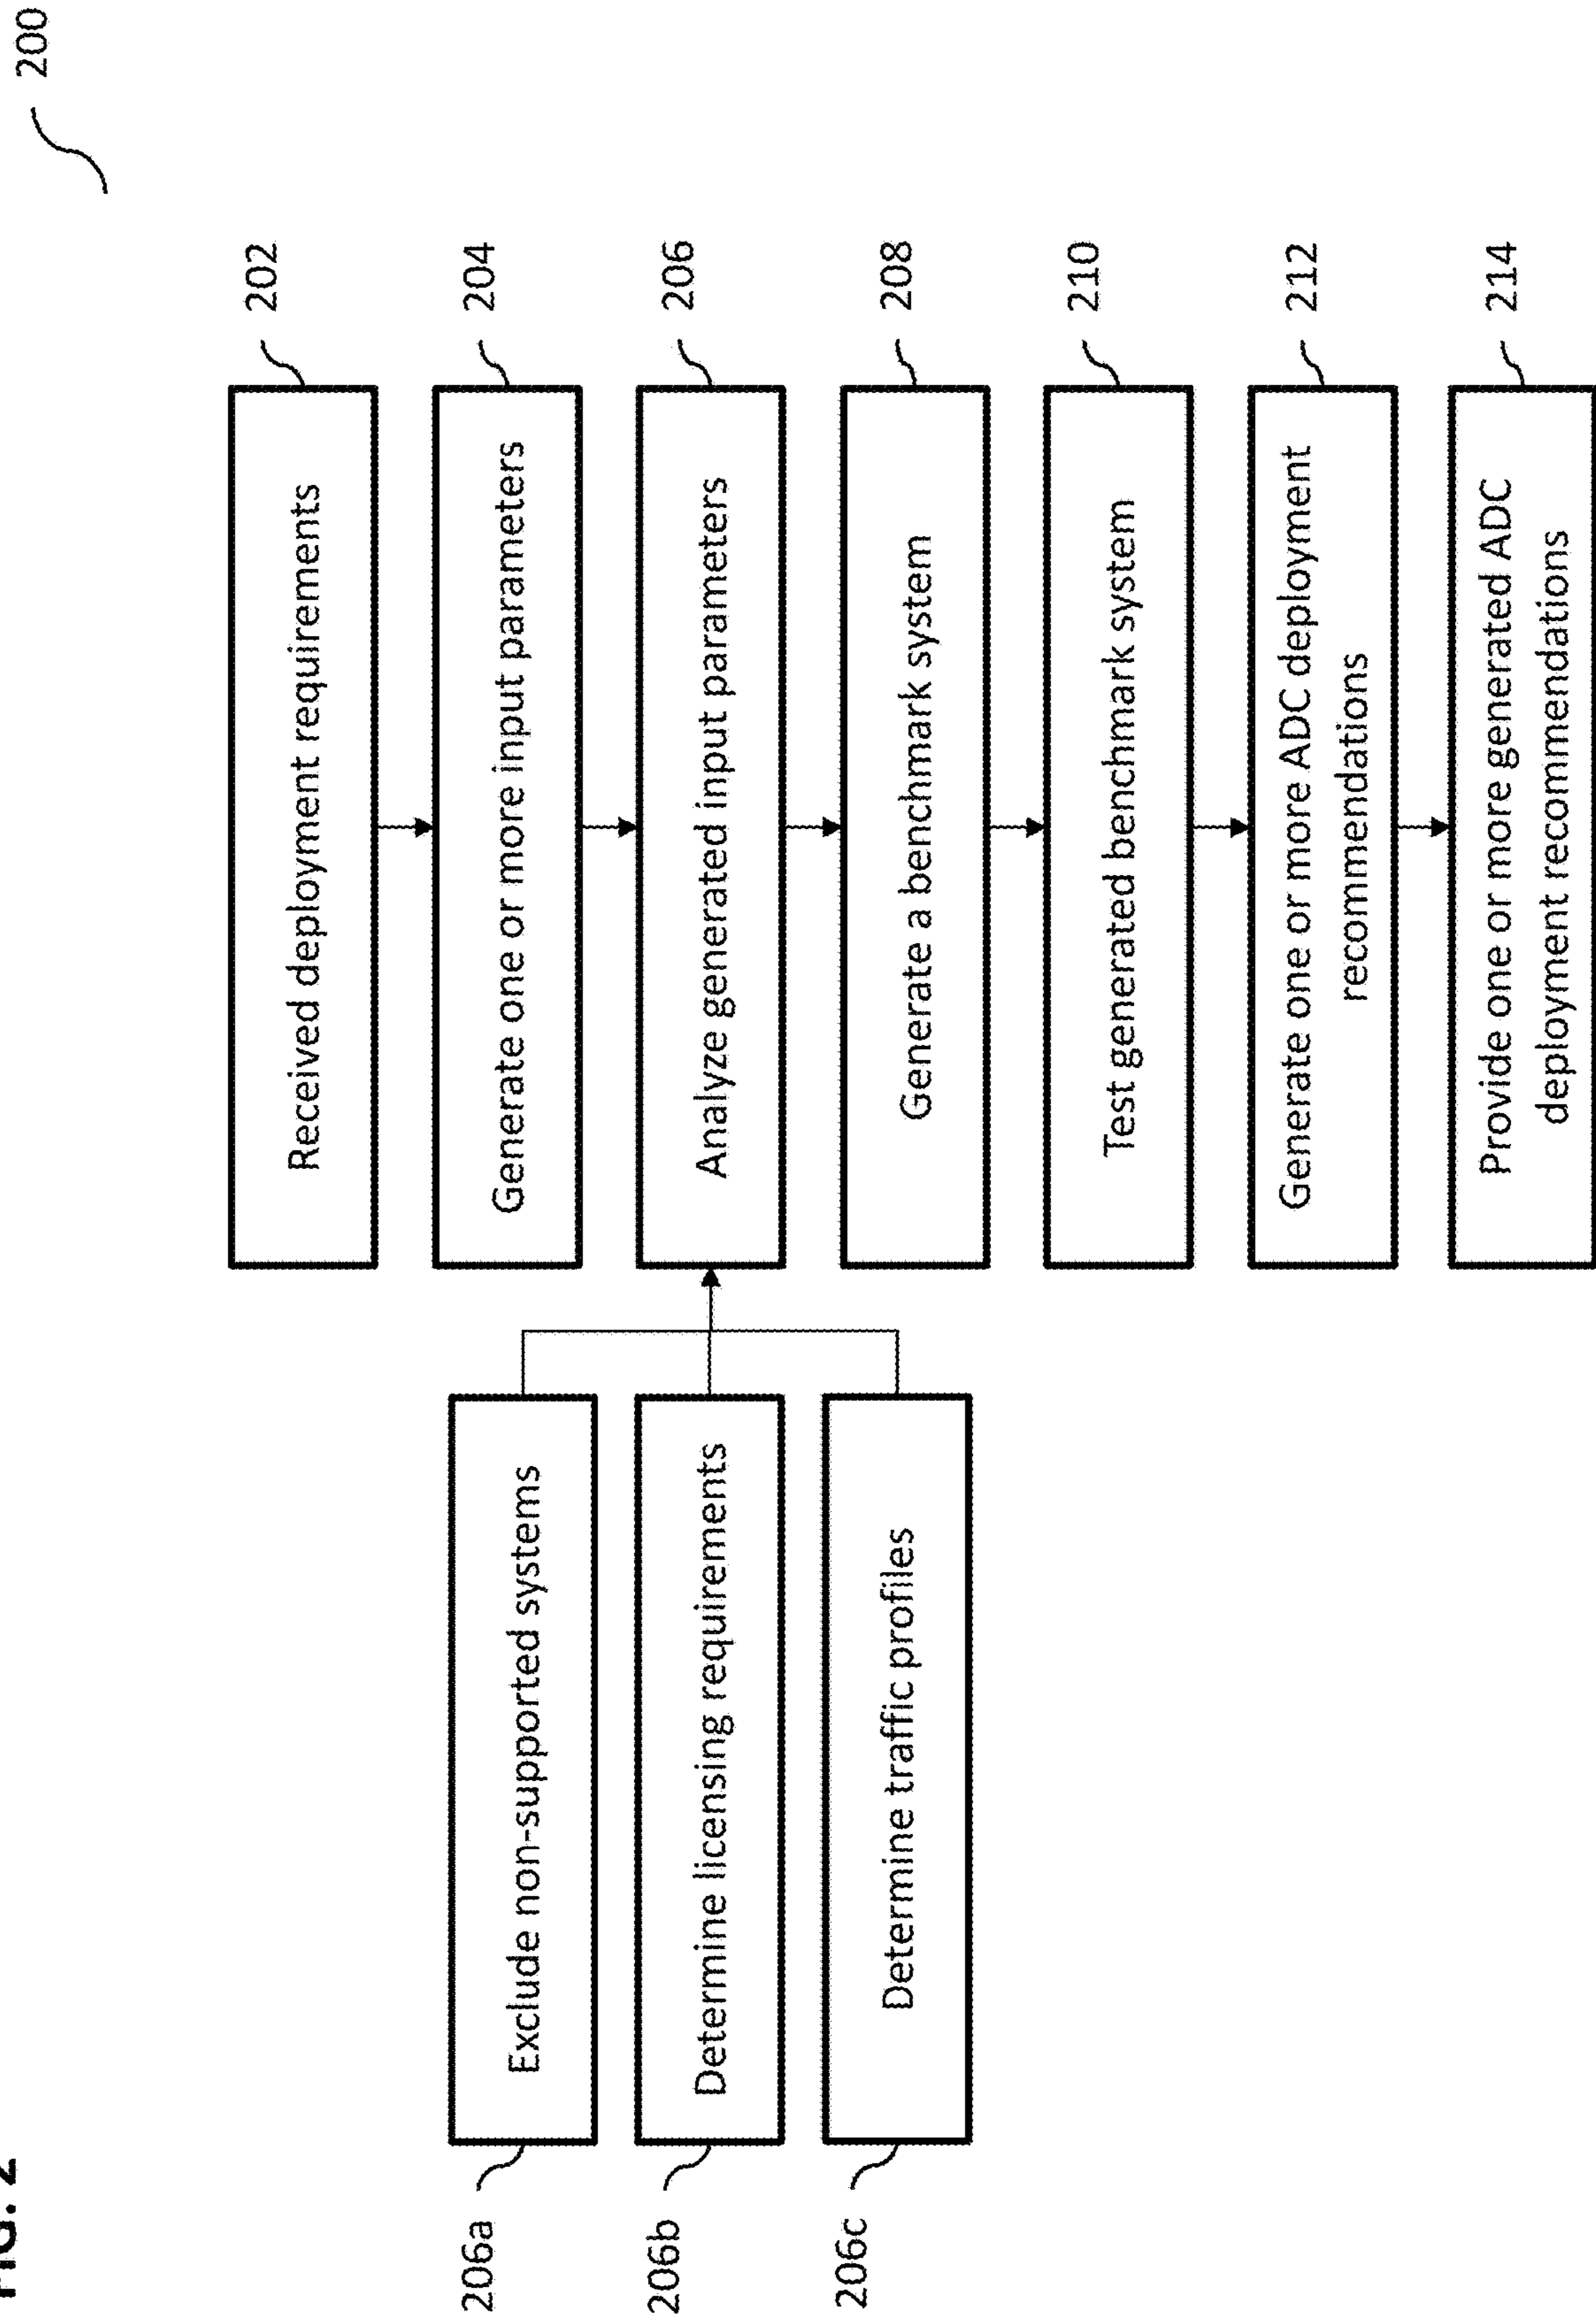 FIG. 2
200
Received deployment requirements
202
Generate one or more input parameters
204
Exclude non-supported systems
206a
Determine licensing requirements
206b
Determine traffic profiles
206c
Analyze generated input parameters
206
Generate a benchmark system
208
Test generated benchmark system
210
Generate one or more ADC deployment
recommendations
212
Provide one or more generated ADC
deployment recommendations
214